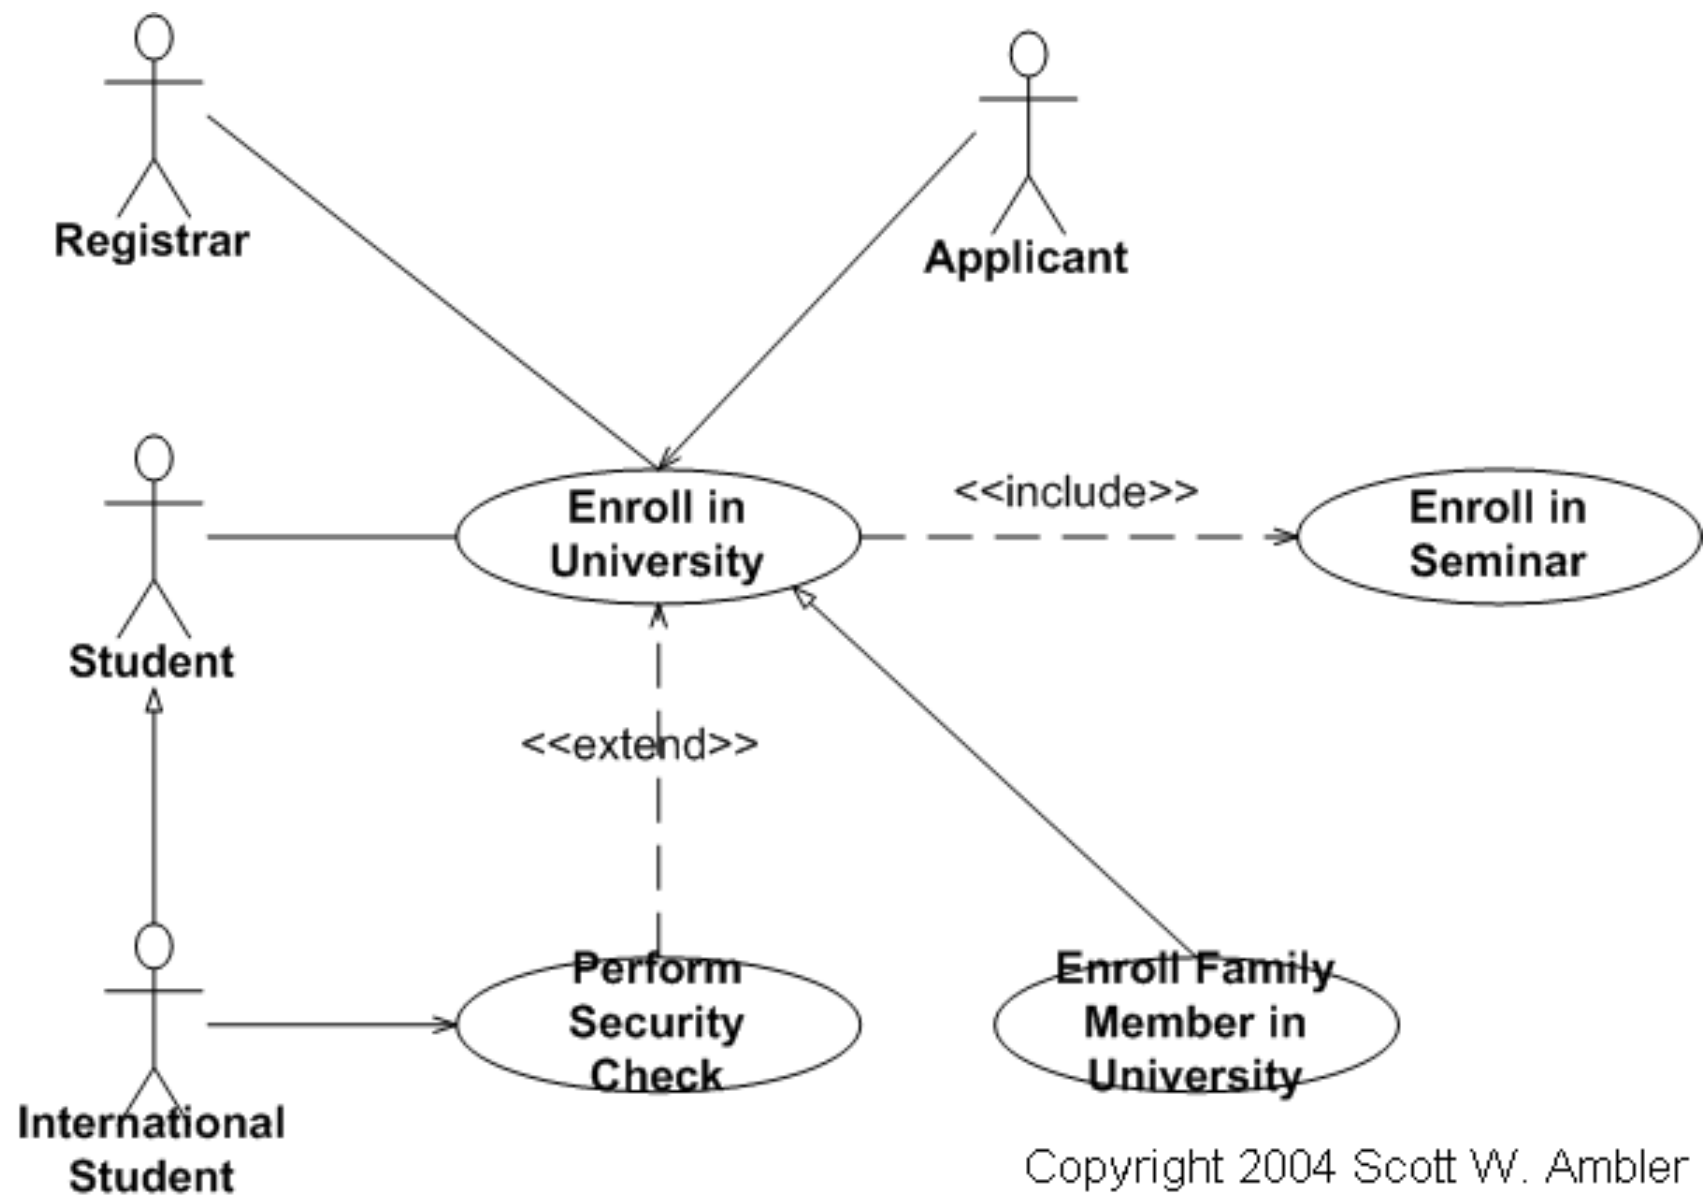 Registrar
Applicant
Enroll in
University
<<include>>
Enroll in
Seminar
Student
<<extend>>
Perform
Security
Check
Enroll Family
Member in
University
International
Student
Copyright 2004 Scott W. Ambler